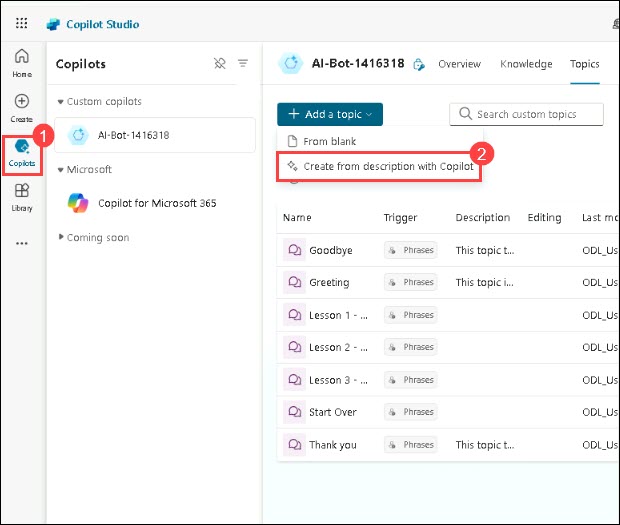 Copilot Studio
Home
Create
1
Copilots
Library
Copilots
Custom copilots
AI-Bot-1416318
Microsoft
Copilot for Microsoft 365
Coming soon
AI-Bot-1416318 Overview Knowledge Topics
Add a topic
Search custom topics
From blank
2
Create from description with Copilot
Name Trigger Description Editing Last mo
Goodbye Phrases This topic t... ODL_Us
Greeting Phrases This topic i... ODL_Us
Lesson 1 - ... Phrases ODL_Us
Lesson 2 - ... Phrases ODL_Us
Lesson 3 - ... Phrases ODL_Us
Start Over Phrases ODL_Us
Thank you Phrases This topic t... ODL_Us